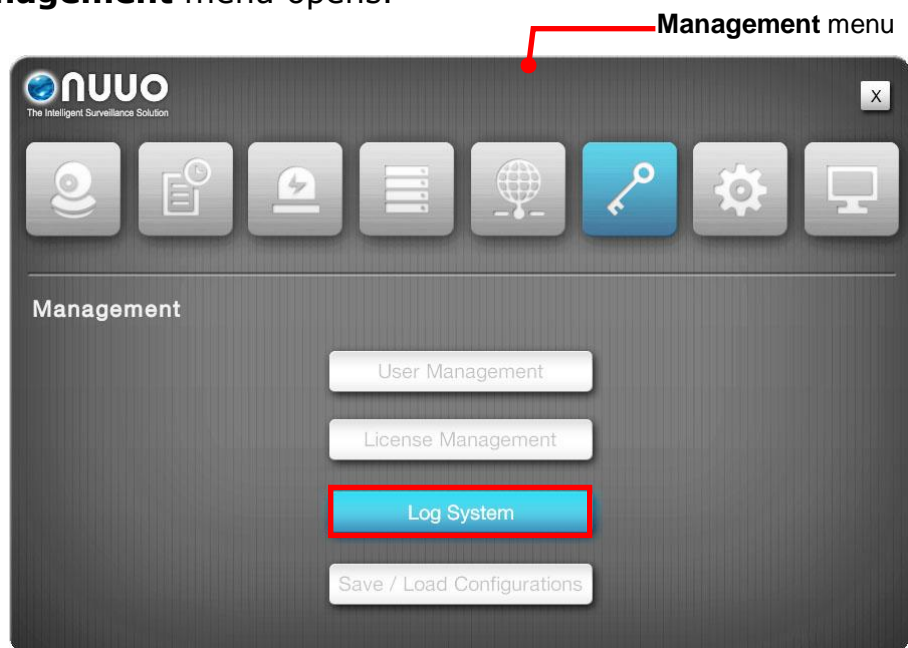 nagement menu opens.
Management menu
nuuo
The Intelligent Surveillance Solution
X
Management
User Management
License Management
Log System
Save / Load Configurations